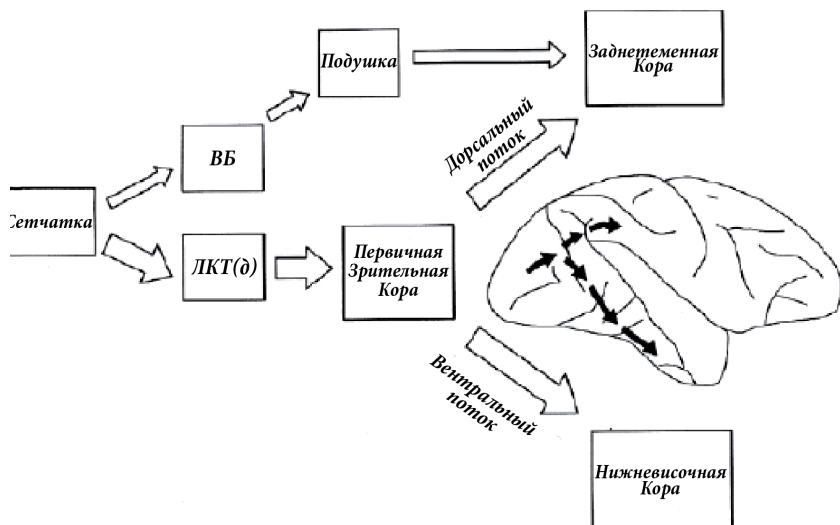 Подушка
Заднетеменная
Кора
ВБ
Дорсальный
поток
Сетчатка
ЛКТ(д)
Первичная
Зрительная
Кора
Вентральный
поток
Нижневисочная
Кора